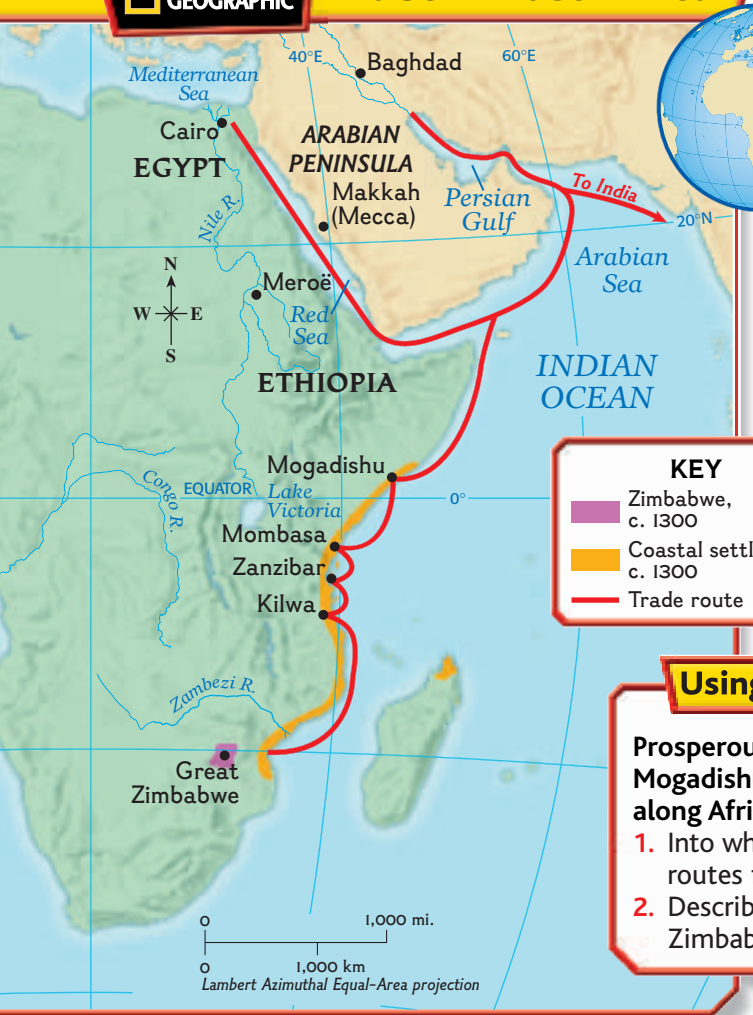 GEOGRAPHIC
40°E
60°E
Baghdad
Mediterranean
Sea
Cairo
EGYPT
ARABIAN
PENINSULA
Makkah
(Mecca)
Persian
Gulf
To India
20°N
Nile R.
Arabian
Sea
N
W E
S
Meroë
Red
Sea
ETHIOPIA
INDIAN
OCEAN
Mogadishu
Congo R.
EQUATOR
Lake
Victoria
0°
Mombasa
Zanzibar
Kilwa
Zambezi R.
Great
Zimbabwe
KEY
Zimbabwe,
c. 1300
Coastal settl
c. 1300
Trade route
Using
Prosperou
Mogadish
along Afri
1. Into wh
routes
2. Describ
Zimbab
0 1,000 mi.
0 1,000 km
Lambert Azimuthal Equal-Area projection